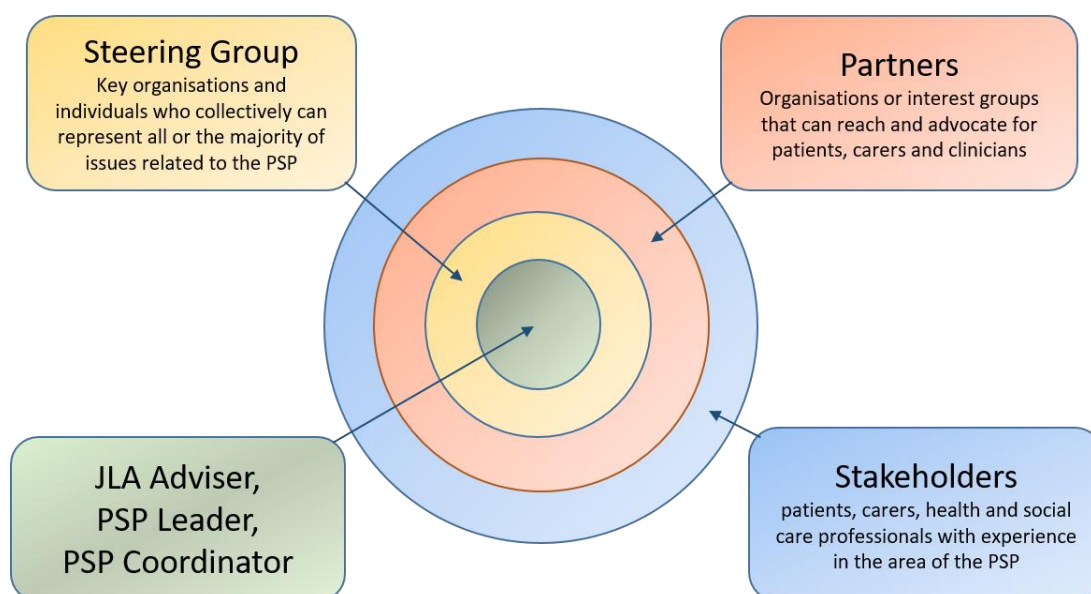 Steering Group
Key organisations and
individuals who collectively can
represent all or the majority of
issues related to the PSP
Partners
Organisations or interest groups
that can reach and advocate for
patients, carers and clinicians
JLA Adviser,
PSP Leader,
PSP Coordinator
Stakeholders
patients, carers, health and social
care professionals with experience
in the area of the PSP